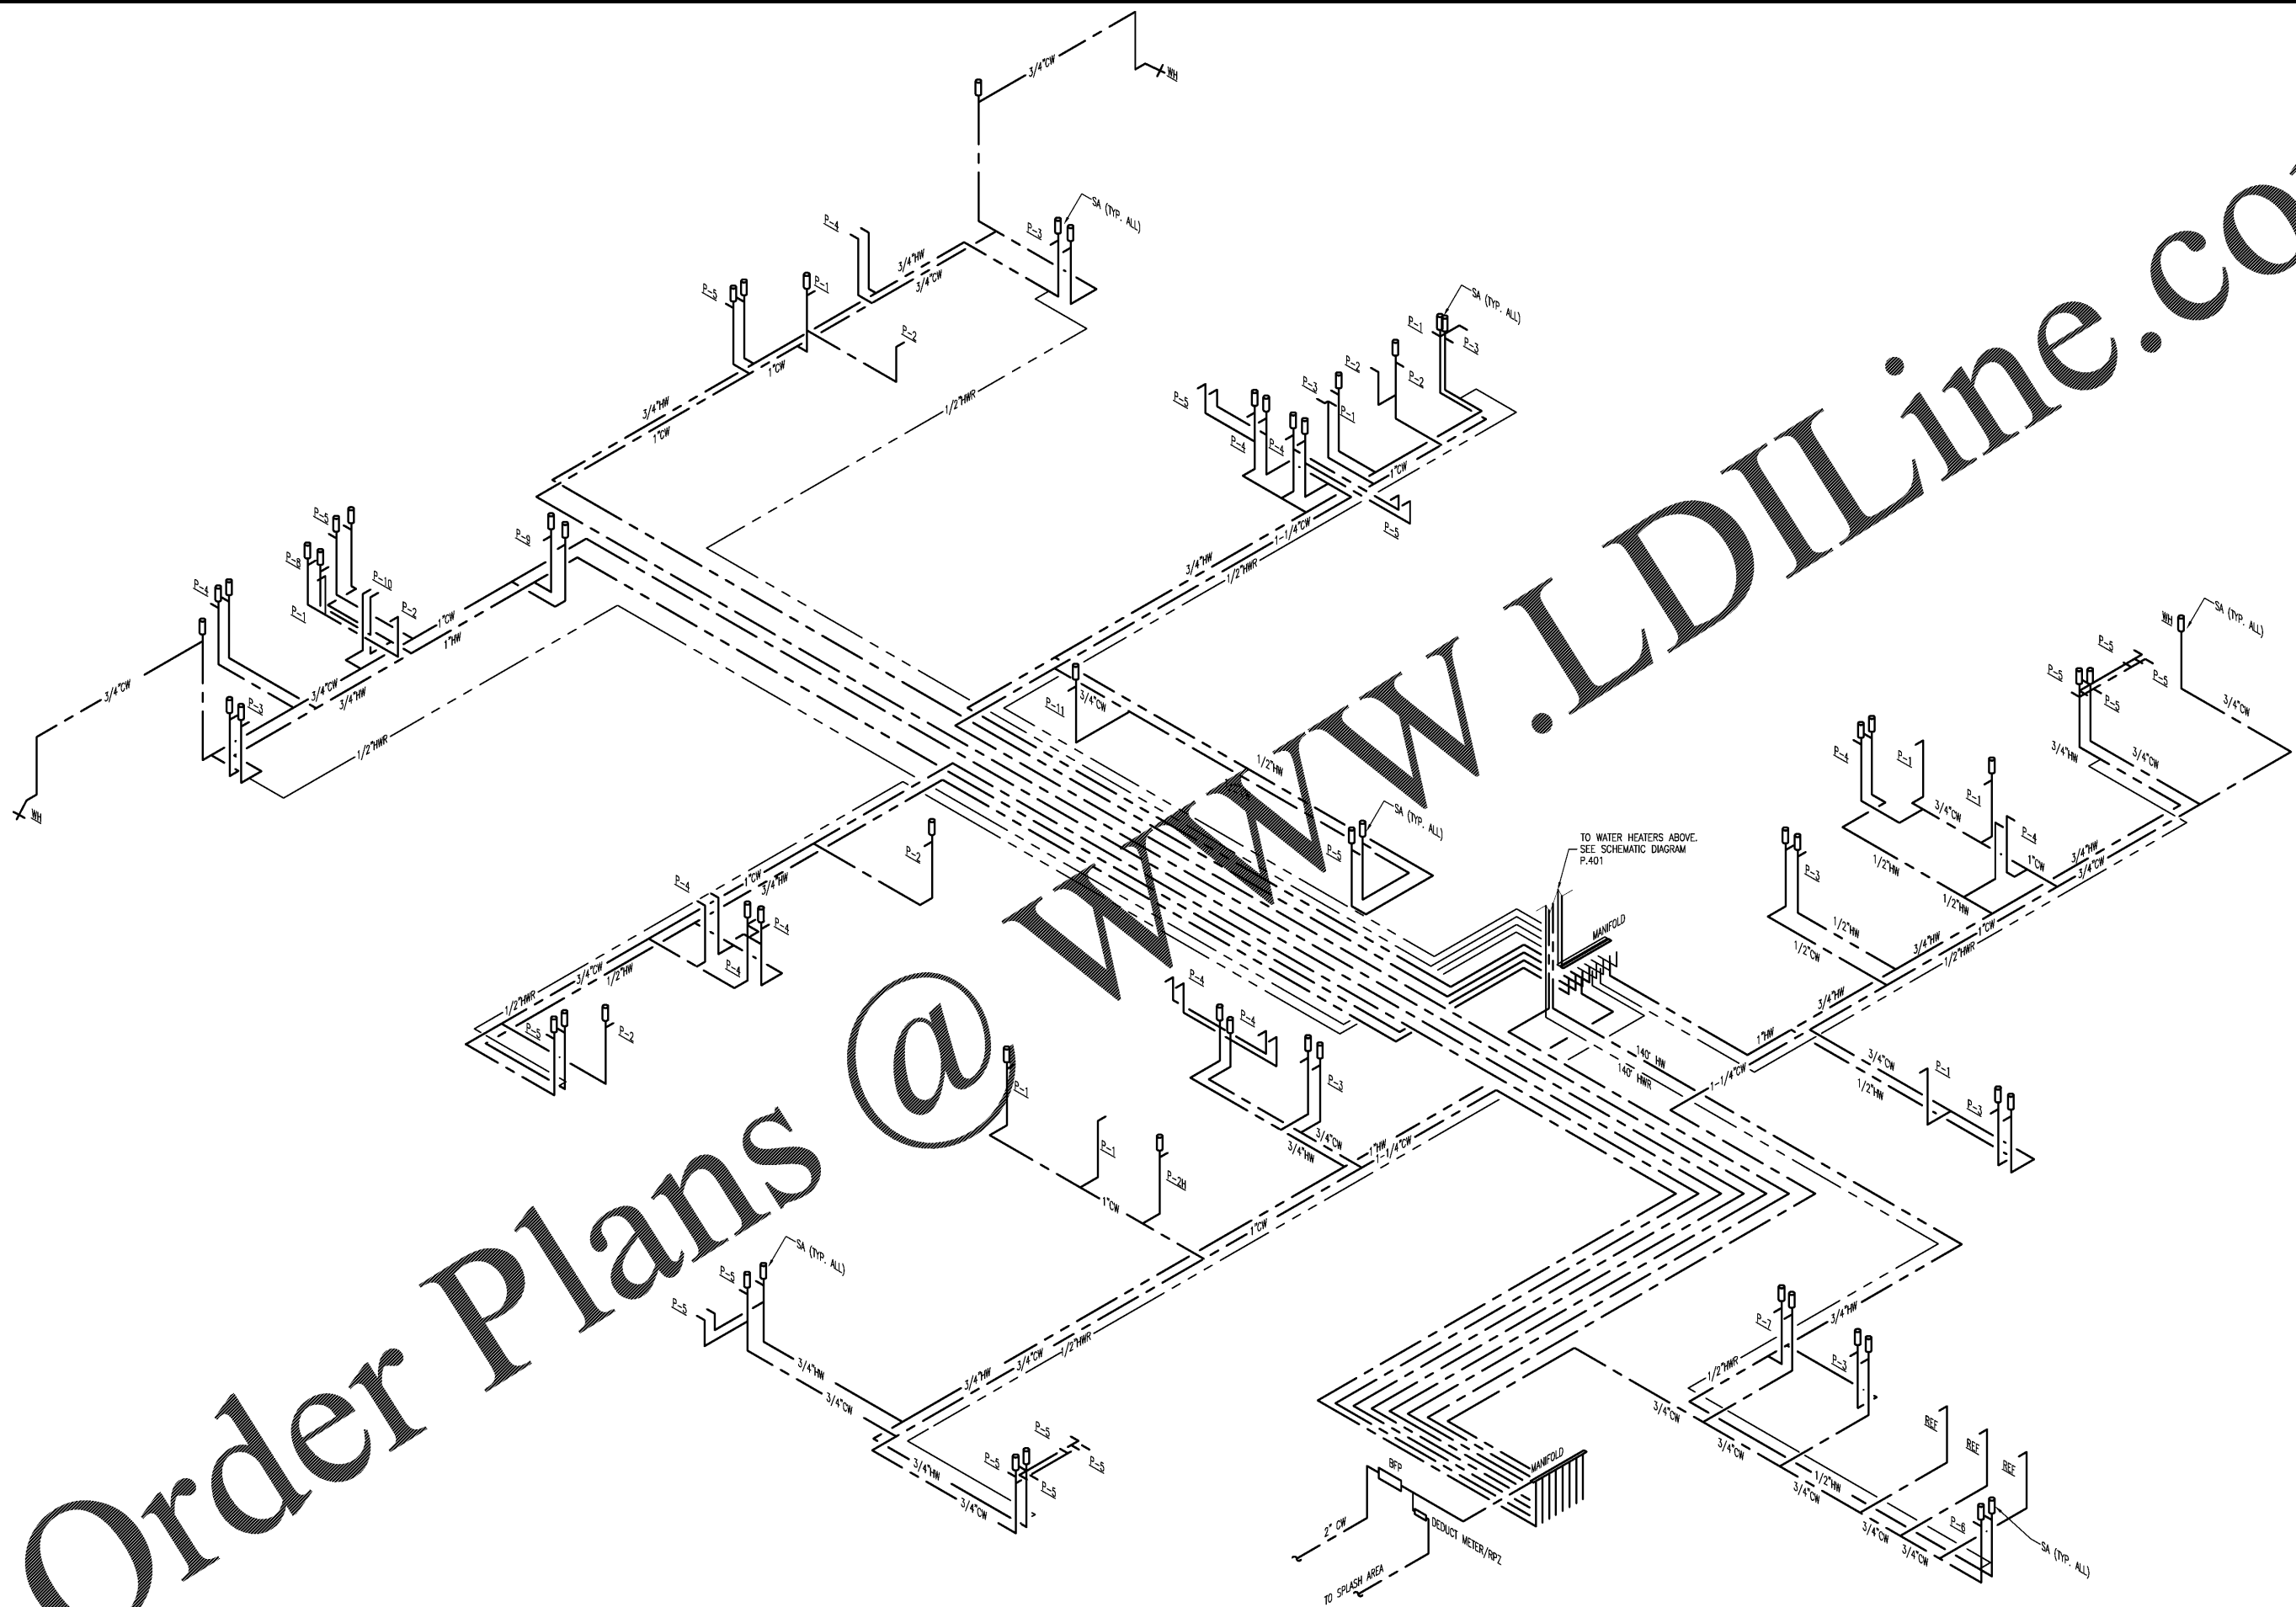 3/4"CW
WH
SA (TYP. ALL)
P-3
P-4
3/4"HW
3/4"CW
P-5
P-1
P-2
1"CW
3/4"HW
1"CW
1/2"HWR
SA (TYP. ALL)
P-1
P-3
P-2
P-2
P-3
P-1
P-5
P-4
P-4
1"CW
P-5
1-1/4"CW
3/4"HW
1/2"HWR
P-5
P-8
P-9
P-10
P-4
P-1
P-2
1"CW
1"HW
3/4"CW
3/4"CW
3/4"HW
P-3
1/2"HWR
WH
P-11
3/4"CW
1/2"HW
SA (TYP. ALL)
P-5
WH
SA (TYP. ALL)
P-5
P-5
P-5
P-5
3/4"CW
3/4"CW
3/4"HW
P-4
P-1
P-1
P-4
3/4"CW
1"CW
3/4"HW
3/4"CW
1/2"HW
1/2"HW
P-3
1/2"HW
1/2"CW
3/4"HW
1"CW
1/2"HWR
3/4"HW
TO WATER HEATERS ABOVE.
SEE SCHEMATIC DIAGRAM
P.401
MANIFOLD
1"HW
1-1/4"CW
140° HW
140° HWR
3/4"CW
1/2"HW
P-1
P-3
P-2
P-4
1"CW
3/4"HW
P-4
P-4
3/4"CW
1/2"HW
1/2"HWR
P-5
P-2
P-4
P-4
P-3
P-1
P-1
P-2H
3/4"CW
3/4"HW
1"HW
1-1/4"CW
1"CW
1"CW
SA (TYP. ALL)
P-5
P-5
3/4"HW
3/4"CW
3/4"HW
3/4"CW
1/2"HWR
P-5
P-5
P-5
P-5
3/4"HW
3/4"CW
P-7
3/4"HW
P-3
1/2"HWR
3/4"CW
3/4"CW
1/2"HW
3/4"CW
REF
REF
REF
P-6
3/4"CW
3/4"CW
SA (TYP. ALL)
MANIFOLD
BFP
2" CW
DEDUCT METER/RPZ
TO SPLASH AREA
Order Plans @ www.LDILine.co